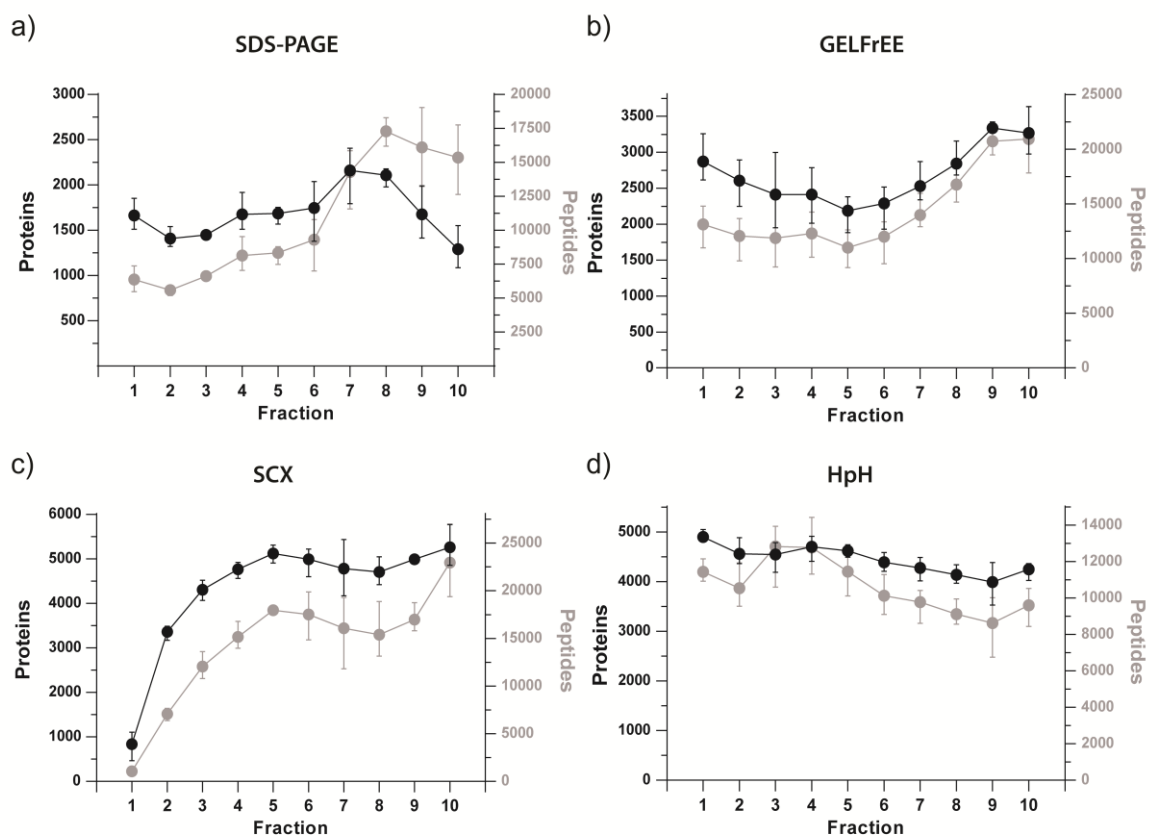 a)
SDS-PAGE
3000
2500
2000
1500
1000
500
Proteins
20000
17500
15000
12500
10000
7500
5000
2500
Peptides
1 2 3 4 5 6 7 8 9 10
Fraction
b)
GELFrEE
3500
3000
2500
2000
1500
1000
500
0
Proteins
25000
20000
15000
10000
5000
0
Peptides
1 2 3 4 5 6 7 8 9 10
Fraction
c)
SCX
6000
5000
4000
3000
2000
1000
0
Proteins
25000
20000
15000
10000
5000
0
Peptides
1 2 3 4 5 6 7 8 9 10
Fraction
d)
HpH
5000
4000
3000
2000
1000
0
Proteins
14000
12000
10000
8000
6000
4000
2000
0
Peptides
1 2 3 4 5 6 7 8 9 10
Fraction